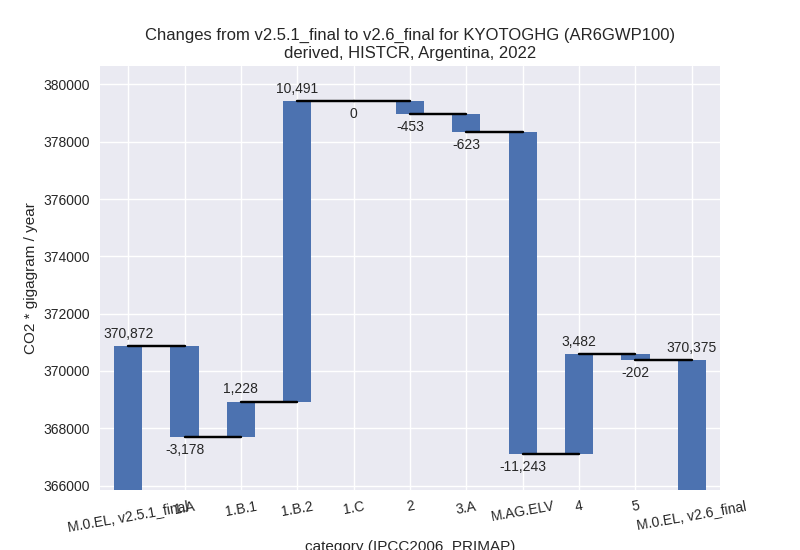 Changes from v2.5.1_final to v2.6_final for KYOTOGHG (AR6GWP100)
derived, HISTCR, Argentina, 2022
CO2 * gigagram / year
380000
378000
376000
374000
372000
370000
368000
366000
370,872
-3,178
1,228
10,491
0
-453
-623
-11,243
3,482
-202
370,375
M.0.EL, v2.5.1_final
1.A
1.B.1
1.B.2
1.C
2
3.A
M.AG.ELV
4
5
M.0.EL, v2.6_final
category (IPCC2006_PRIMAP)